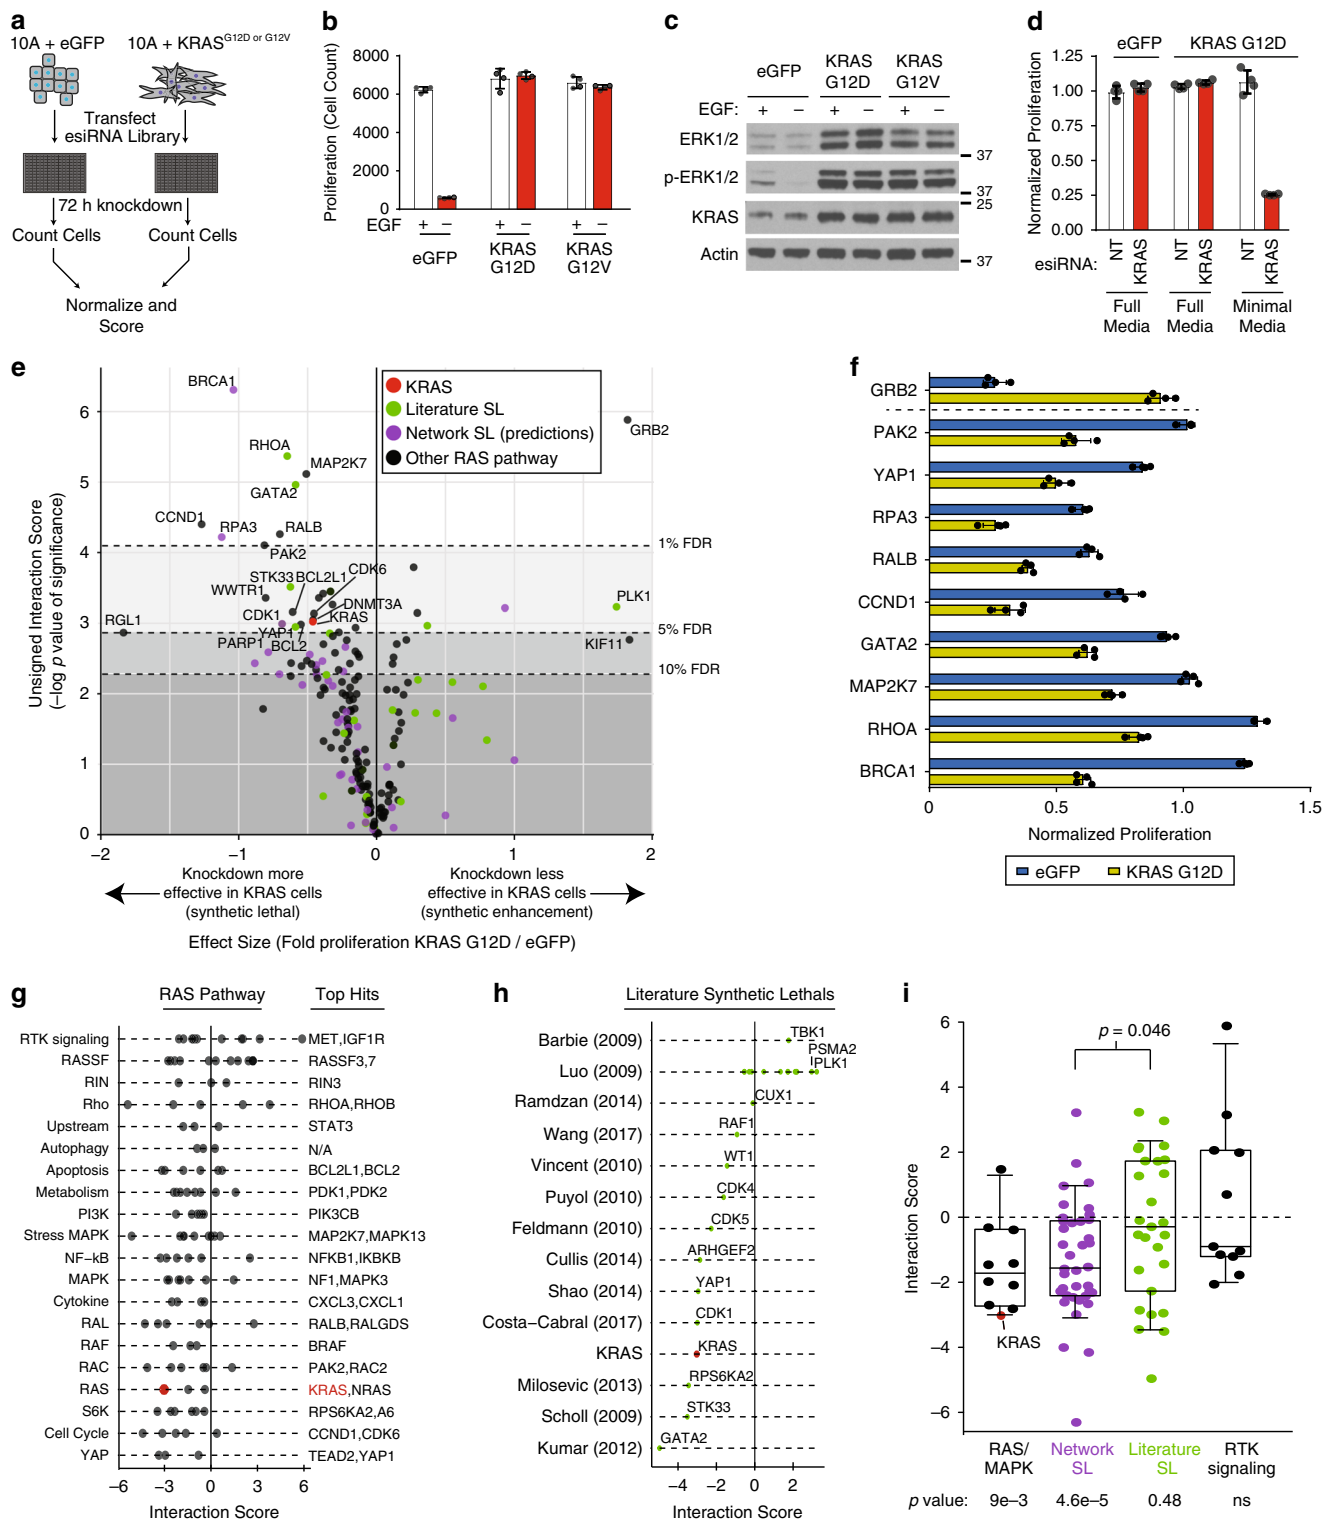 a
10A + eGFP
10A + KRAS G12D or G12V
Transfect
esiRNA Library
72 h knockdown
Count Cells
Count Cells
Normalize and
Score
b
Proliferation (Cell Count)
8000
6000
4000
2000
0
EGF
+ − + − + −
eGFP
KRAS
G12D
KRAS
G12V
c
eGFP
KRAS
G12D
KRAS
G12V
EGF: + − + − + −
ERK1/2
37
p-ERK1/2
37
25
KRAS
Actin
37
d
eGFP
KRAS G12D
Normalized Proliferation
1.25
1.00
0.75
0.50
0.25
0.00
esiRNA:
NT
KRAS
NT
KRAS
NT
KRAS
Full
Media
Full
Media
Minimal
Media
e
Unsigned Interaction Score
(−log p value of significance)
6
5
4
3
2
1
0
−2
−1
0
1
2
KRAS
Literature SL
Network SL (predictions)
Other RAS pathway
BRCA1
GRB2
RHOA
MAP2K7
GATA2
CCND1
RPA3
RALB
PAK2
1% FDR
STK33
BCL2L1
CDK6
WWTR1
DNMT3A
PLK1
CDK1
KRAS
RGL1
YAP1
5% FDR
PARP1
BCL2
KIF11
10% FDR
Knockdown more
effective in KRAS cells
(synthetic lethal)
Knockdown less
effective in KRAS cells
(synthetic enhancement)
Effect Size (Fold proliferation KRAS G12D / eGFP)
f
GRB2
PAK2
YAP1
RPA3
RALB
CCND1
GATA2
MAP2K7
RHOA
BRCA1
0
0.5
1.0
1.5
Normalized Proliferation
eGFP
KRAS G12D
g
RAS Pathway
Top Hits
RTK signaling MET,IGF1R
RASSF RASSF3,7
RIN RIN3
Rho RHOA,RHOB
Upstream STAT3
Autophagy N/A
Apoptosis BCL2L1,BCL2
Metabolism PDK1,PDK2
PI3K PIK3CB
Stress MAPK MAP2K7,MAPK13
NF−kB NFKB1,IKBKB
MAPK NF1,MAPK3
Cytokine CXCL3,CXCL1
RAL RALB,RALGDS
RAF BRAF
RAC PAK2,RAC2
RAS KRAS,NRAS
S6K RPS6KA2,A6
Cell Cycle CCND1,CDK6
YAP TEAD2,YAP1
−6
−3
0
3
6
Interaction Score
h
Literature Synthetic Lethals
Barbie (2009) TBK1
PSMA2
Luo (2009) PLK1
Ramdzan (2014) CUX1
Wang (2017) RAF1
Vincent (2010) WT1
Puyol (2010) CDK4
Feldmann (2010) CDK5
Cullis (2014) ARHGEF2
Shao (2014) YAP1
Costa−Cabral (2017) CDK1
KRAS KRAS
Milosevic (2013) RPS6KA2
Scholl (2009) STK33
Kumar (2012) GATA2
−4
−2
0
2
Interaction Score
i
Interaction Score
6
4
2
0
−2
−4
−6
p = 0.046
KRAS
RAS/
MAPK
Network
SL
Literature
SL
RTK
signaling
p value: 9e−3 4.6e−5 0.48 ns